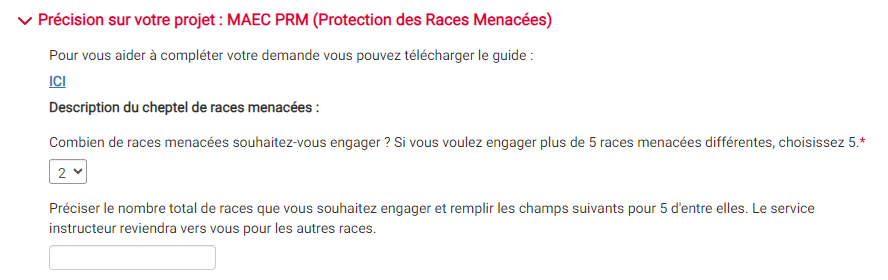 Précision sur votre projet : MAEC PRM (Protection des Races Menacées)
Pour vous aider à compléter votre demande vous pouvez télécharger le guide :
ICI
Description du cheptel de races menacées :
Combien de races menacées souhaitez-vous engager ? Si vous voulez engager plus de 5 races menacées différentes, choisissez 5.*
2
Préciser le nombre total de races que vous souhaitez engager et remplir les champs suivants pour 5 d'entre elles. Le service
instructeur reviendra vers vous pour les autres races.